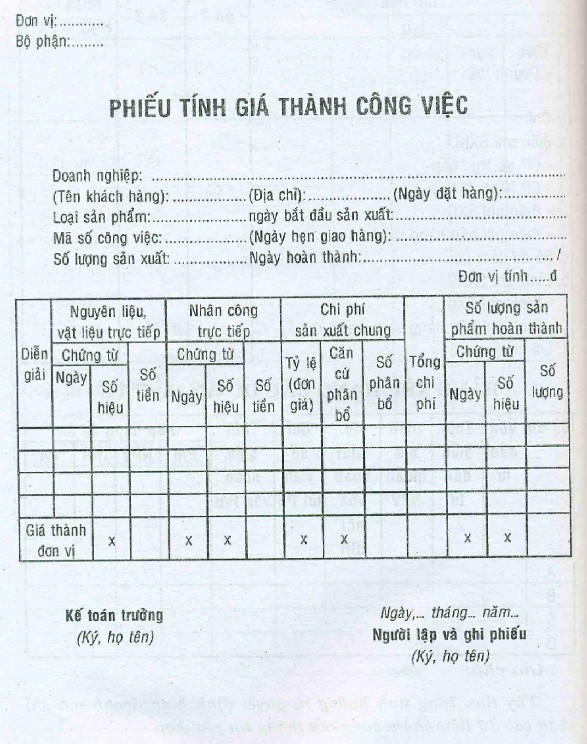 Đơn vị:...........
Bộ phận:........
PHIẾU TÍNH GIÁ THÀNH CÔNG VIỆC
Doanh nghiệp: ...............................................................................
(Tên khách hàng):...............(Địa chỉ):...............(Ngày đặt hàng):............
Loại sản phẩm:.................ngày bắt đầu sản xuất:...........................
Mã số công việc:...............(Ngày hẹn giao hàng): ...........................
Số lượng sản xuất:..............Ngày hoàn thành:.................................. /
Đơn vị tính .....đ
Diễn giải
Nguyên liệu, vật liệu trực tiếp
Nhân công trực tiếp
Chi phí sản xuất chung
Tổng chi phí
Số lượng sản phẩm hoàn thành
Chứng từ
Số tiền
Chứng từ
Số tiền
Tỷ lệ (đơn giá)
Căn cứ phân bổ
Số phân bổ
Chứng từ
Số lượng
Ngày
Số hiệu
Ngày
Số hiệu
Ngày
Số hiệu
Giá thành đơn vị x x x x x x x
Kế toán trưởng
(Ký, họ tên)
Ngày,... tháng... năm...
Người lập và ghi phiếu
(Ký, họ tên)